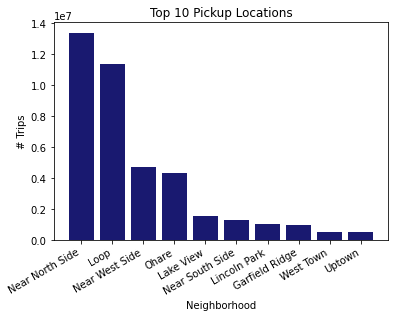 Top 10 Pickup Locations
1e7
1.4
1.2
1.0
0.8
0.6
0.4
0.2
0.0
# Trips
Near North Side
Loop
Near West Side
Ohare
Lake View
Near South Side
Lincoln Park
Garfield Ridge
West Town
Uptown
Neighborhood